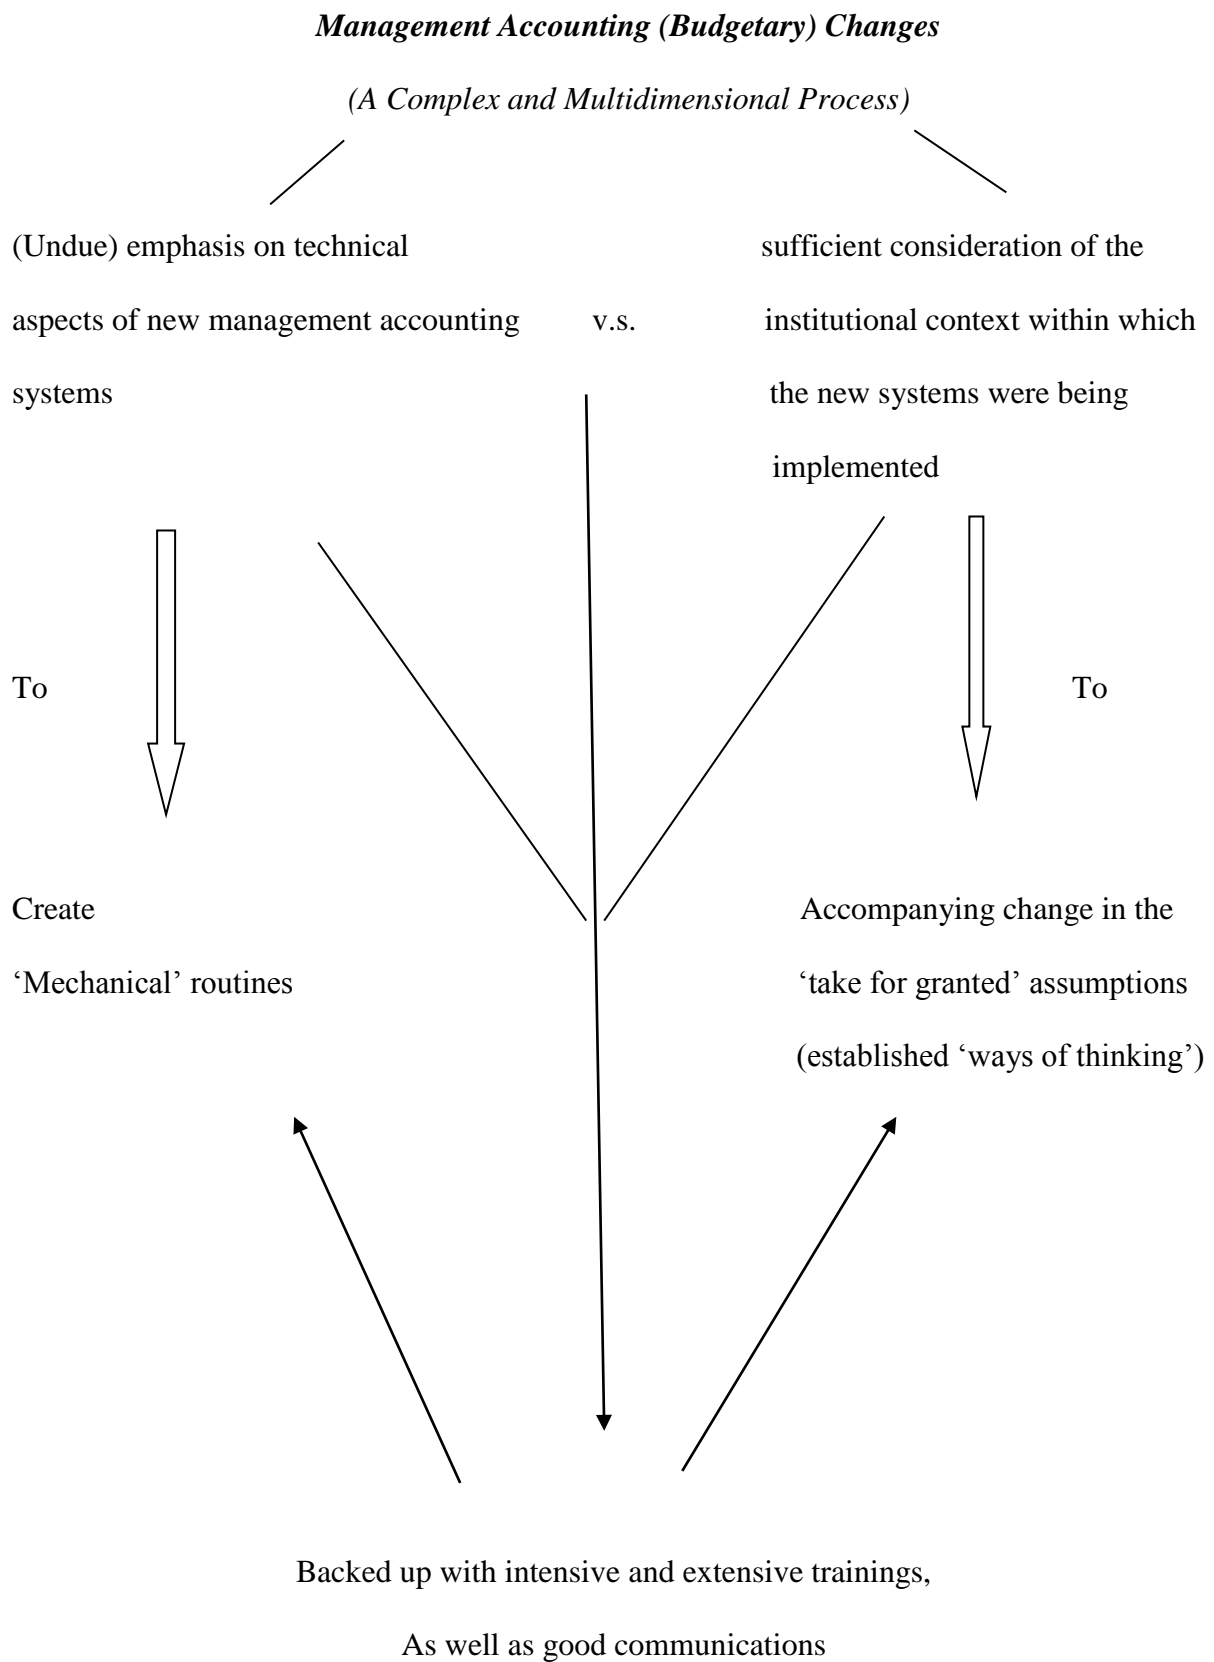 Management Accounting (Budgetary) Changes
(A Complex and Multidimensional Process)
(Undue) emphasis on technical
aspects of new management accounting
systems
v.s.
sufficient consideration of the
institutional context within which
the new systems were being
implemented
To
To
Create
‘Mechanical’ routines
Accompanying change in the
‘take for granted’ assumptions
(established ‘ways of thinking’)
Backed up with intensive and extensive trainings,
As well as good communications